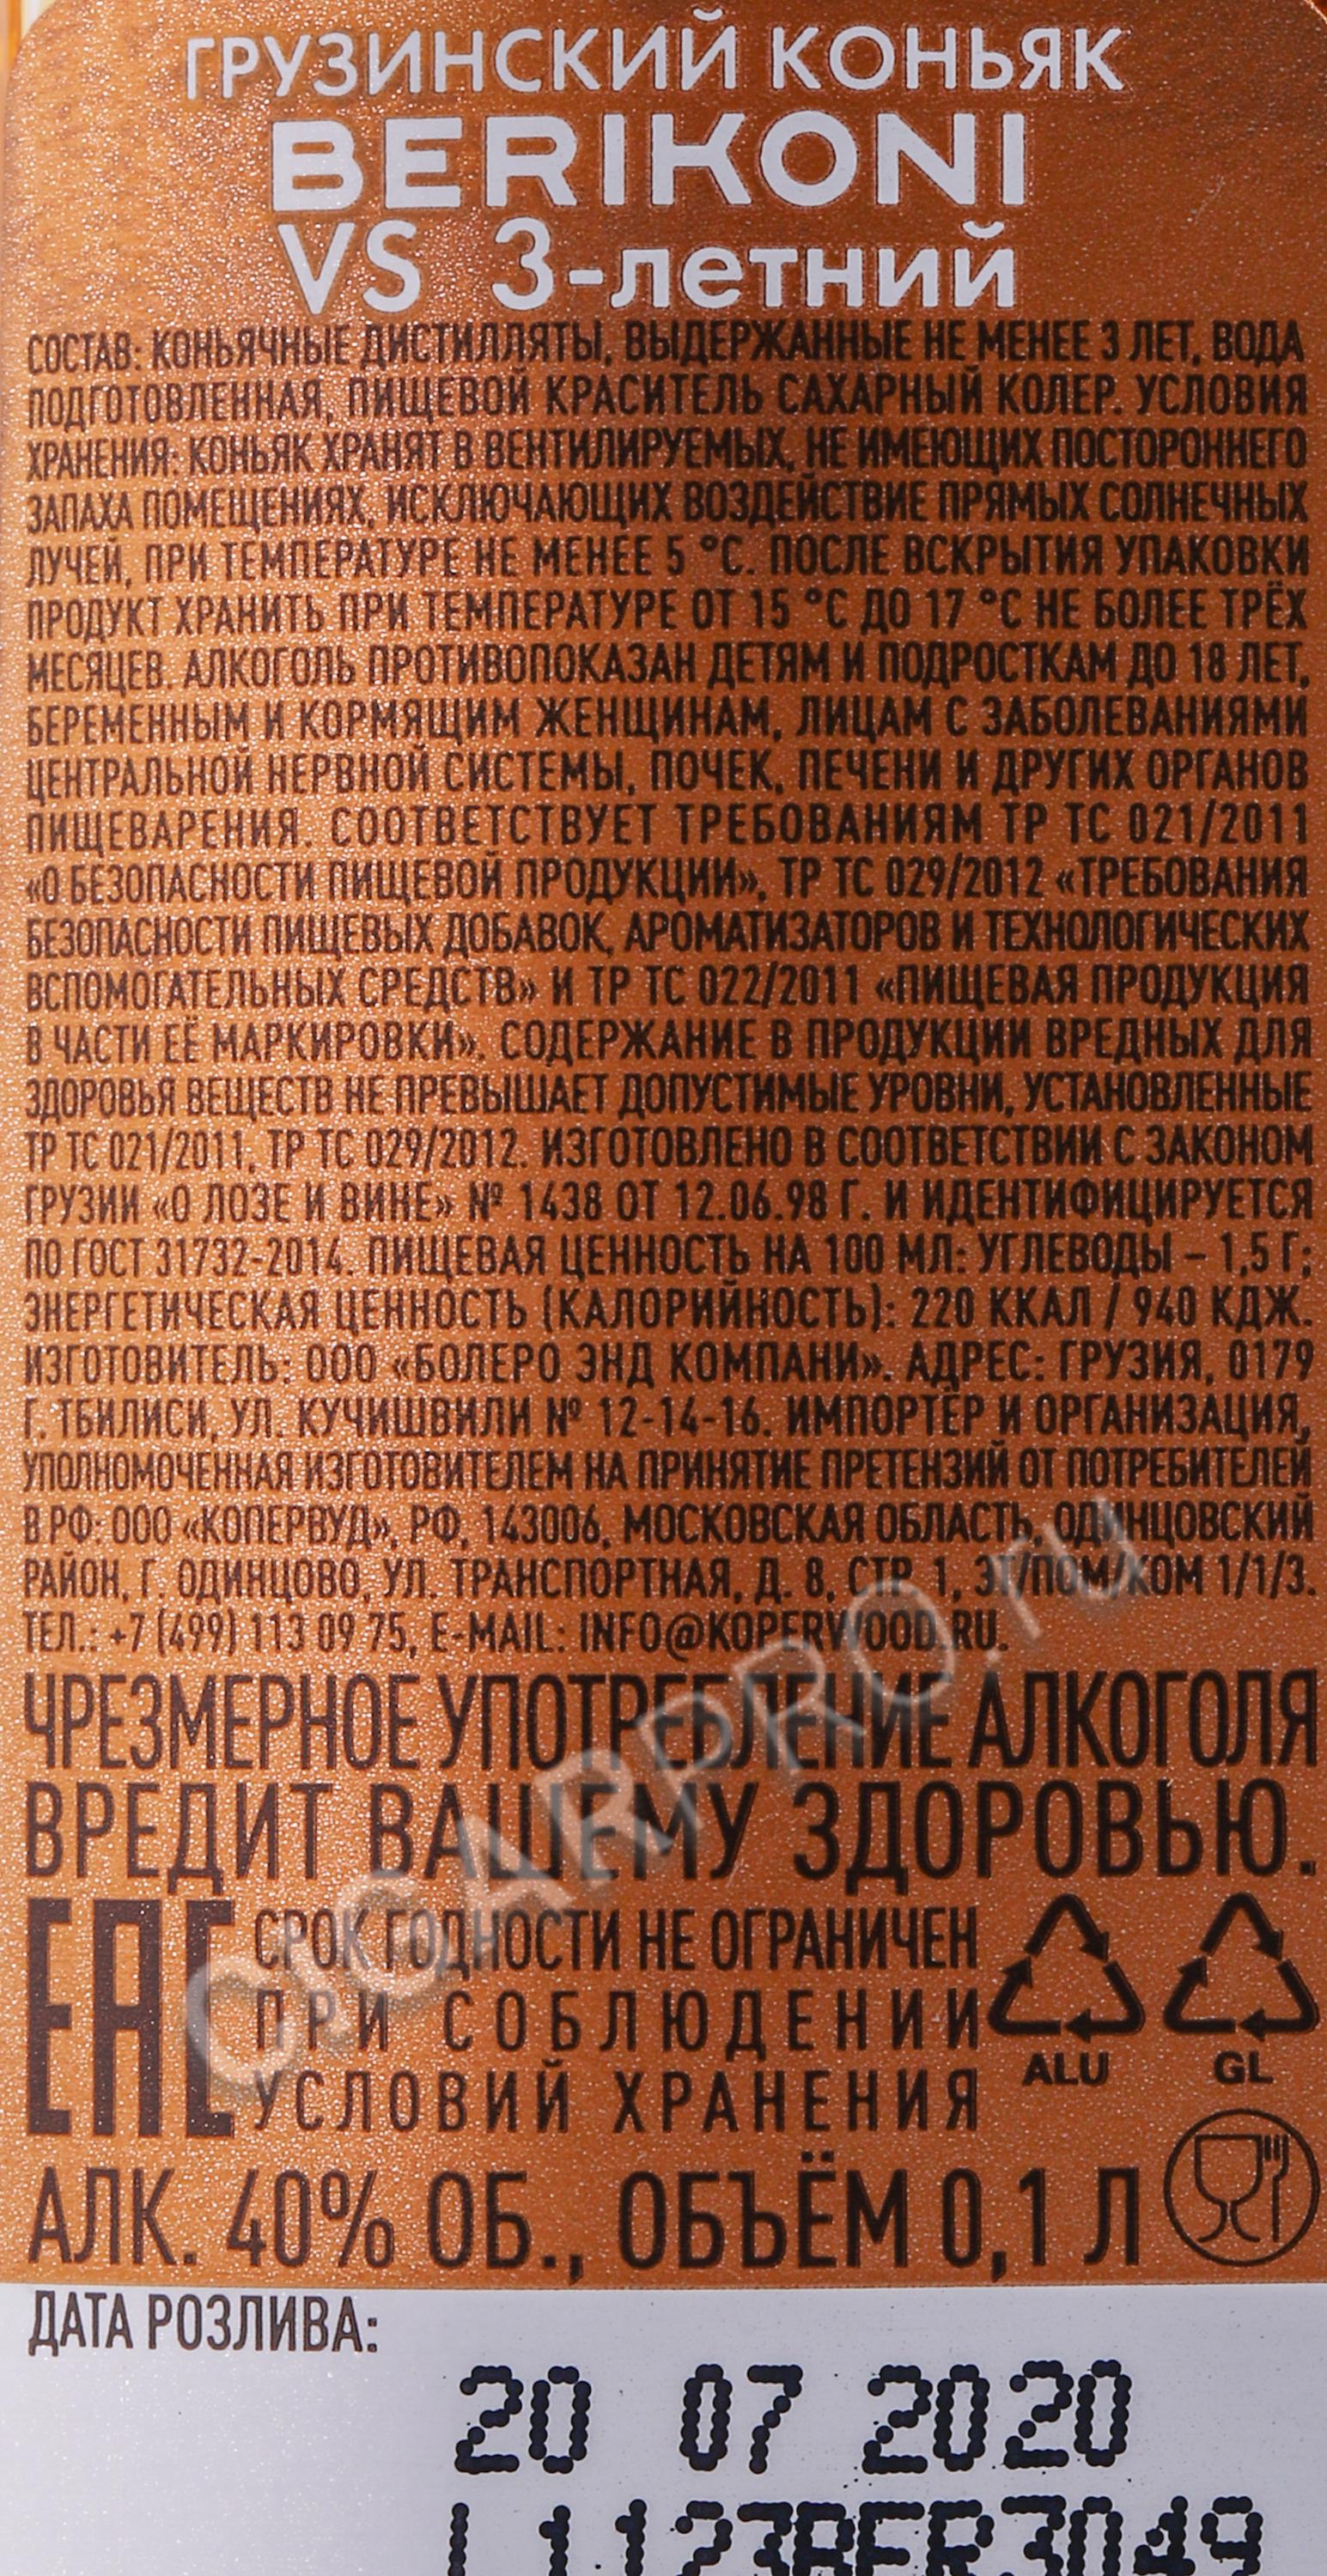 ГРУЗИНСКИЙ КОНЬЯК
BERIKONI
VS 3-летний
СОСТАВ: КОНЬЯЧНЫЕ ДИСТИЛЛЯТЫ, ВЫДЕРЖАННЫЕ НЕ МЕНЕЕ 3 ЛЕТ, ВОДА
ПОДГОТОВЛЕННАЯ, ПИЩЕВОЙ КРАСИТЕЛЬ САХАРНЫЙ КОЛЕР. УСЛОВИЯ
ХРАНЕНИЯ: КОНЬЯК ХРАНЯТ В ВЕНТИЛИРУЕМЫХ, НЕ ИМЕЮЩИХ ПОСТОРОННЕГО
ЗАПАХА ПОМЕЩЕНИЯХ, ИСКЛЮЧАЮЩИХ ВОЗДЕЙСТВИЕ ПРЯМЫХ СОЛНЕЧНЫХ
ЛУЧЕЙ, ПРИ ТЕМПЕРАТУРЕ НЕ МЕНЕЕ 5 °С. ПОСЛЕ ВСКРЫТИЯ УПАКОВКИ
ПРОДУКТ ХРАНИТЬ ПРИ ТЕМПЕРАТУРЕ ОТ 15 °С ДО 17 °С НЕ БОЛЕЕ ТРЁХ
МЕСЯЦЕВ. АЛКОГОЛЬ ПРОТИВОПОКАЗАН ДЕТЯМ И ПОДРОСТКАМ ДО 18 ЛЕТ,
БЕРЕМЕННЫМ И КОРМЯЩИМ ЖЕНЩИНАМ, ЛИЦАМ С ЗАБОЛЕВАНИЯМИ
ЦЕНТРАЛЬНОЙ НЕРВНОЙ СИСТЕМЫ, ПОЧЕК, ПЕЧЕНИ И ДРУГИХ ОРГАНОВ
ПИЩЕВАРЕНИЯ. СООТВЕТСТВУЕТ ТРЕБОВАНИЯМ ТР ТС 021/2011
«О БЕЗОПАСНОСТИ ПИЩЕВОЙ ПРОДУКЦИИ», ТР ТС 029/2012 «ТРЕБОВАНИЯ
БЕЗОПАСНОСТИ ПИЩЕВЫХ ДОБАВОК, АРОМАТИЗАТОРОВ И ТЕХНОЛОГИЧЕСКИХ
ВСПОМОГАТЕЛЬНЫХ СРЕДСТВ» И ТР ТС 022/2011 «ПИЩЕВАЯ ПРОДУКЦИЯ
В ЧАСТИ ЕЁ МАРКИРОВКИ». СОДЕРЖАНИЕ В ПРОДУКЦИИ ВРЕДНЫХ ДЛЯ
ЗДОРОВЬЯ ВЕЩЕСТВ НЕ ПРЕВЫШАЕТ ДОПУСТИМЫЕ УРОВНИ, УСТАНОВЛЕННЫЕ
ТР ТС 021/2011, ТР ТС 029/2012. ИЗГОТОВЛЕНО В СООТВЕТСТВИИ С ЗАКОНОМ
ГРУЗИИ «О ЛОЗЕ И ВИНЕ» № 1438 ОТ 12.06.98 Г. И ИДЕНТИФИЦИРУЕТСЯ
ПО ГОСТ 31732-2014. ПИЩЕВАЯ ЦЕННОСТЬ НА 100 МЛ: УГЛЕВОДЫ – 1,5 Г;
ЭНЕРГЕТИЧЕСКАЯ ЦЕННОСТЬ (КАЛОРИЙНОСТЬ): 220 ККАЛ / 940 КДЖ.
ИЗГОТОВИТЕЛЬ: ООО «БОЛЕРО ЭНД КОМПАНИ». АДРЕС: ГРУЗИЯ, 0179
Г. ТБИЛИСИ, УЛ. КУЧИШВИЛИ № 12-14-16. ИМПОРТЁР И ОРГАНИЗАЦИЯ,
УПОЛНОМОЧЕННАЯ ИЗГОТОВИТЕЛЕМ НА ПРИНЯТИЕ ПРЕТЕНЗИЙ ОТ ПОТРЕБИТЕЛЕЙ
В РФ: ООО «КОПЕРВУД», РФ, 143006, МОСКОВСКАЯ ОБЛАСТЬ, ОДИНЦОВСКИЙ
РАЙОН, Г. ОДИНЦОВО, УЛ. ТРАНСПОРТНАЯ, Д. 8, СТР. 1, ЭТ/ПОМ/КОМ 1/1/3.
ТЕЛ.: +7 (499) 113 09 75, E-MAIL: INFO@KOPERWOOD.RU.
ЧРЕЗМЕРНОЕ УПОТРЕБЛЕНИЕ АЛКОГОЛЯ
ВРЕДИТ ВАШЕМУ ЗДОРОВЬЮ.
CIGARPRO.ru
EAC
СРОК ГОДНОСТИ НЕ ОГРАНИЧЕН
ПРИ СОБЛЮДЕНИИ
УСЛОВИЙ ХРАНЕНИЯ
ALU GL
АЛК. 40% ОБ., ОБЪЁМ 0,1 Л
ДАТА РОЗЛИВА:
20 07 2020
L 1123BER3049